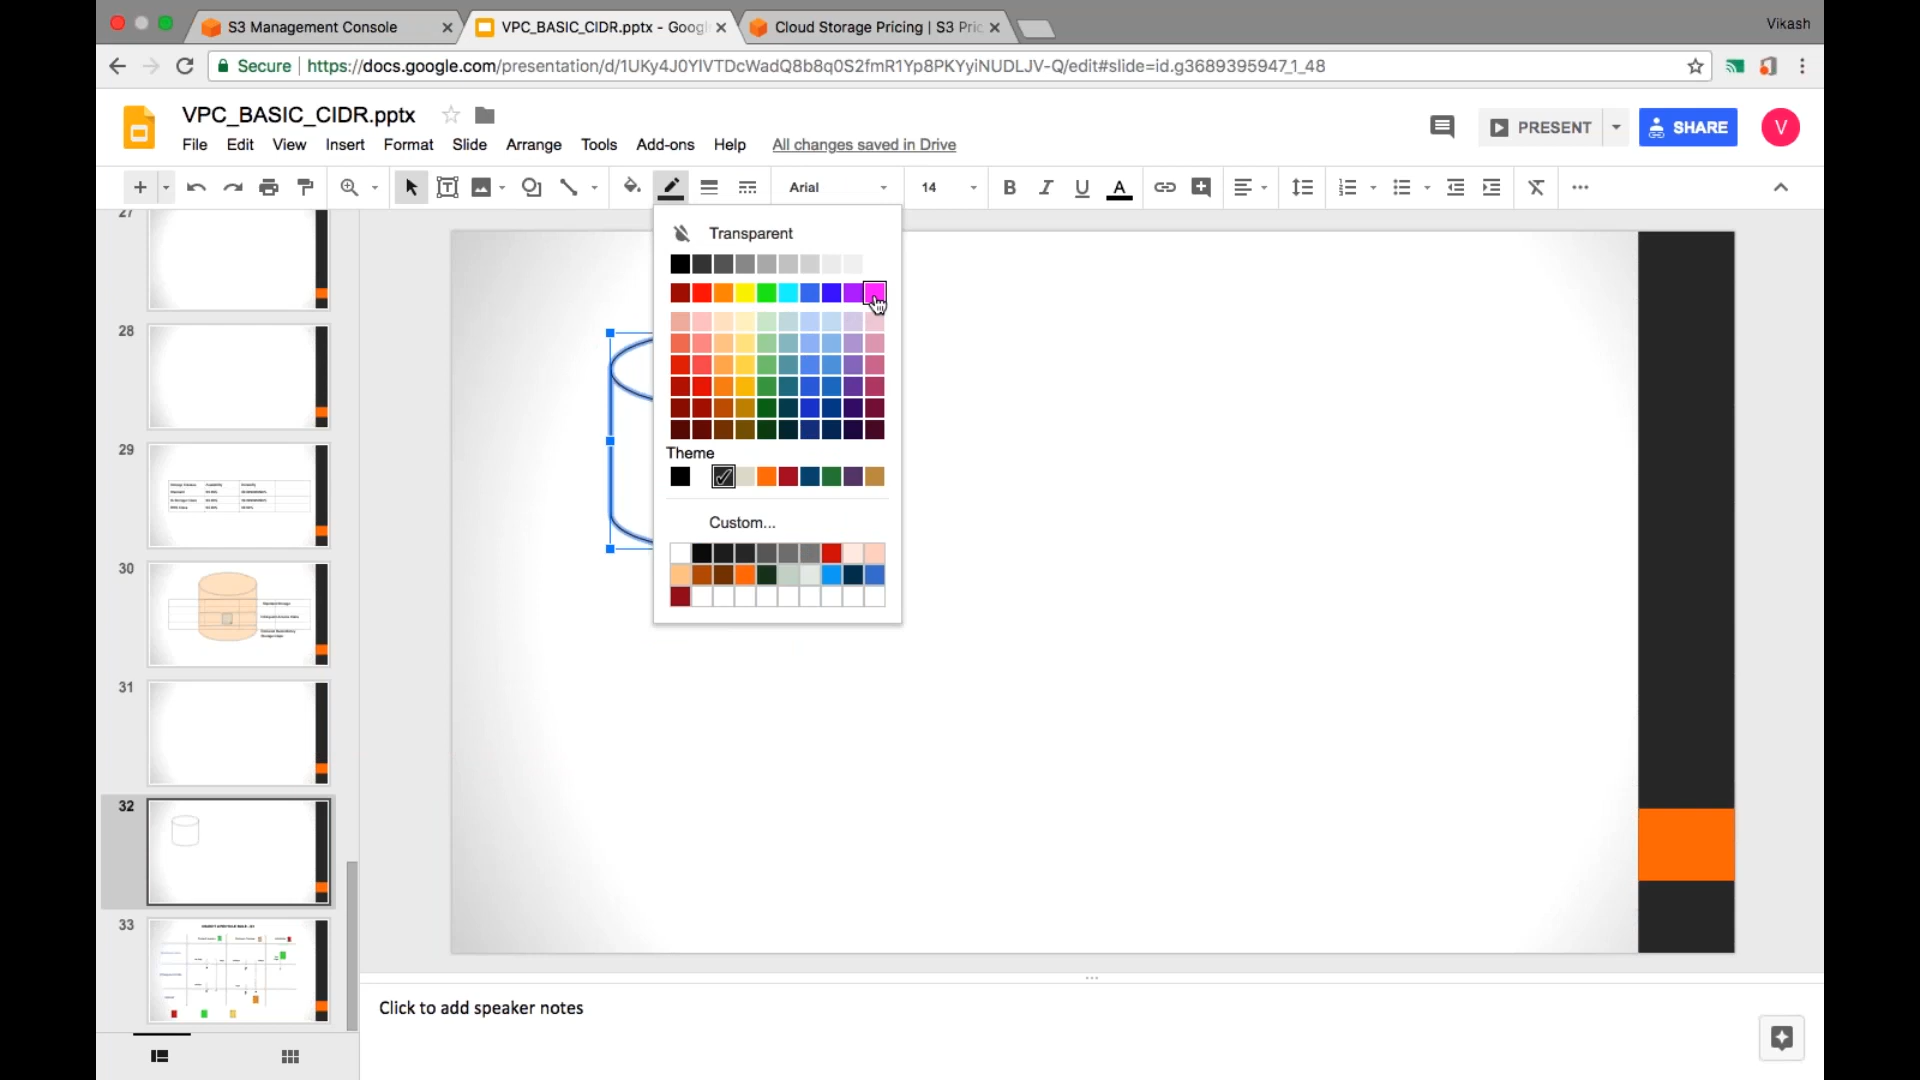 S3 Management Console
VPC_BASIC_CIDR.pptx - Googl
Cloud Storage Pricing | S3 Pric
Vikash
Secure
https://docs.google.com/presentation/d/1UKy4J0YlVTDcWadQ8b8q0S2fmR1Yp8PKYyiNUDLJV-Q/edit#slide=id.g3689395947_1_48
VPC_BASIC_CIDR.pptx
File Edit View Insert Format Slide Arrange Tools Add-ons Help All changes saved in Drive
PRESENT
SHARE
V
Arial
14
B I U A
Transparent
Theme
Custom...
27
28
29
30
31
32
33
Click to add speaker notes